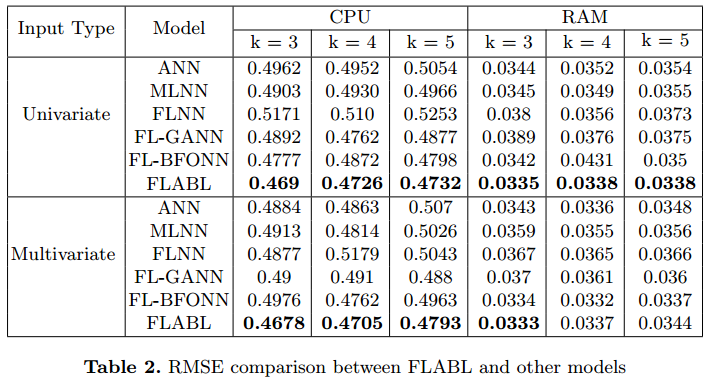 Input Type Model CPU RAM
k = 3 k = 4 k = 5 k = 3 k = 4 k = 5
ANN 0.4962 0.4952 0.5054 0.0344 0.0352 0.0354
MLNN 0.4903 0.4930 0.4966 0.0345 0.0349 0.0355
Univariate FLNN 0.5171 0.510 0.5253 0.038 0.0356 0.0373
FL-GANN 0.4892 0.4762 0.4877 0.0389 0.0376 0.0375
FL-BFONN 0.4777 0.4872 0.4798 0.0342 0.0431 0.035
FLABL 0.469 0.4726 0.4732 0.0335 0.0338 0.0338
ANN 0.4884 0.4863 0.507 0.0343 0.0336 0.0348
MLNN 0.4913 0.4814 0.5026 0.0359 0.0355 0.0356
Multivariate FLNN 0.4877 0.5179 0.5043 0.0367 0.0365 0.0366
FL-GANN 0.49 0.491 0.488 0.037 0.0361 0.036
FL-BFONN 0.4976 0.4762 0.4963 0.0334 0.0332 0.0337
FLABL 0.4678 0.4705 0.4793 0.0333 0.0337 0.0344
Table 2. RMSE comparison between FLABL and other models